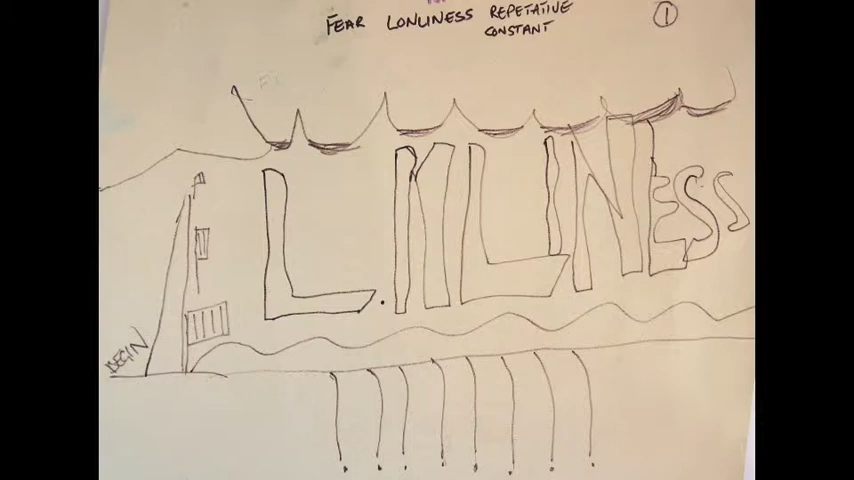 FEAR LONLINESS REPETATIVE ①
CONSTANT
L.NLINESS
BEGIN